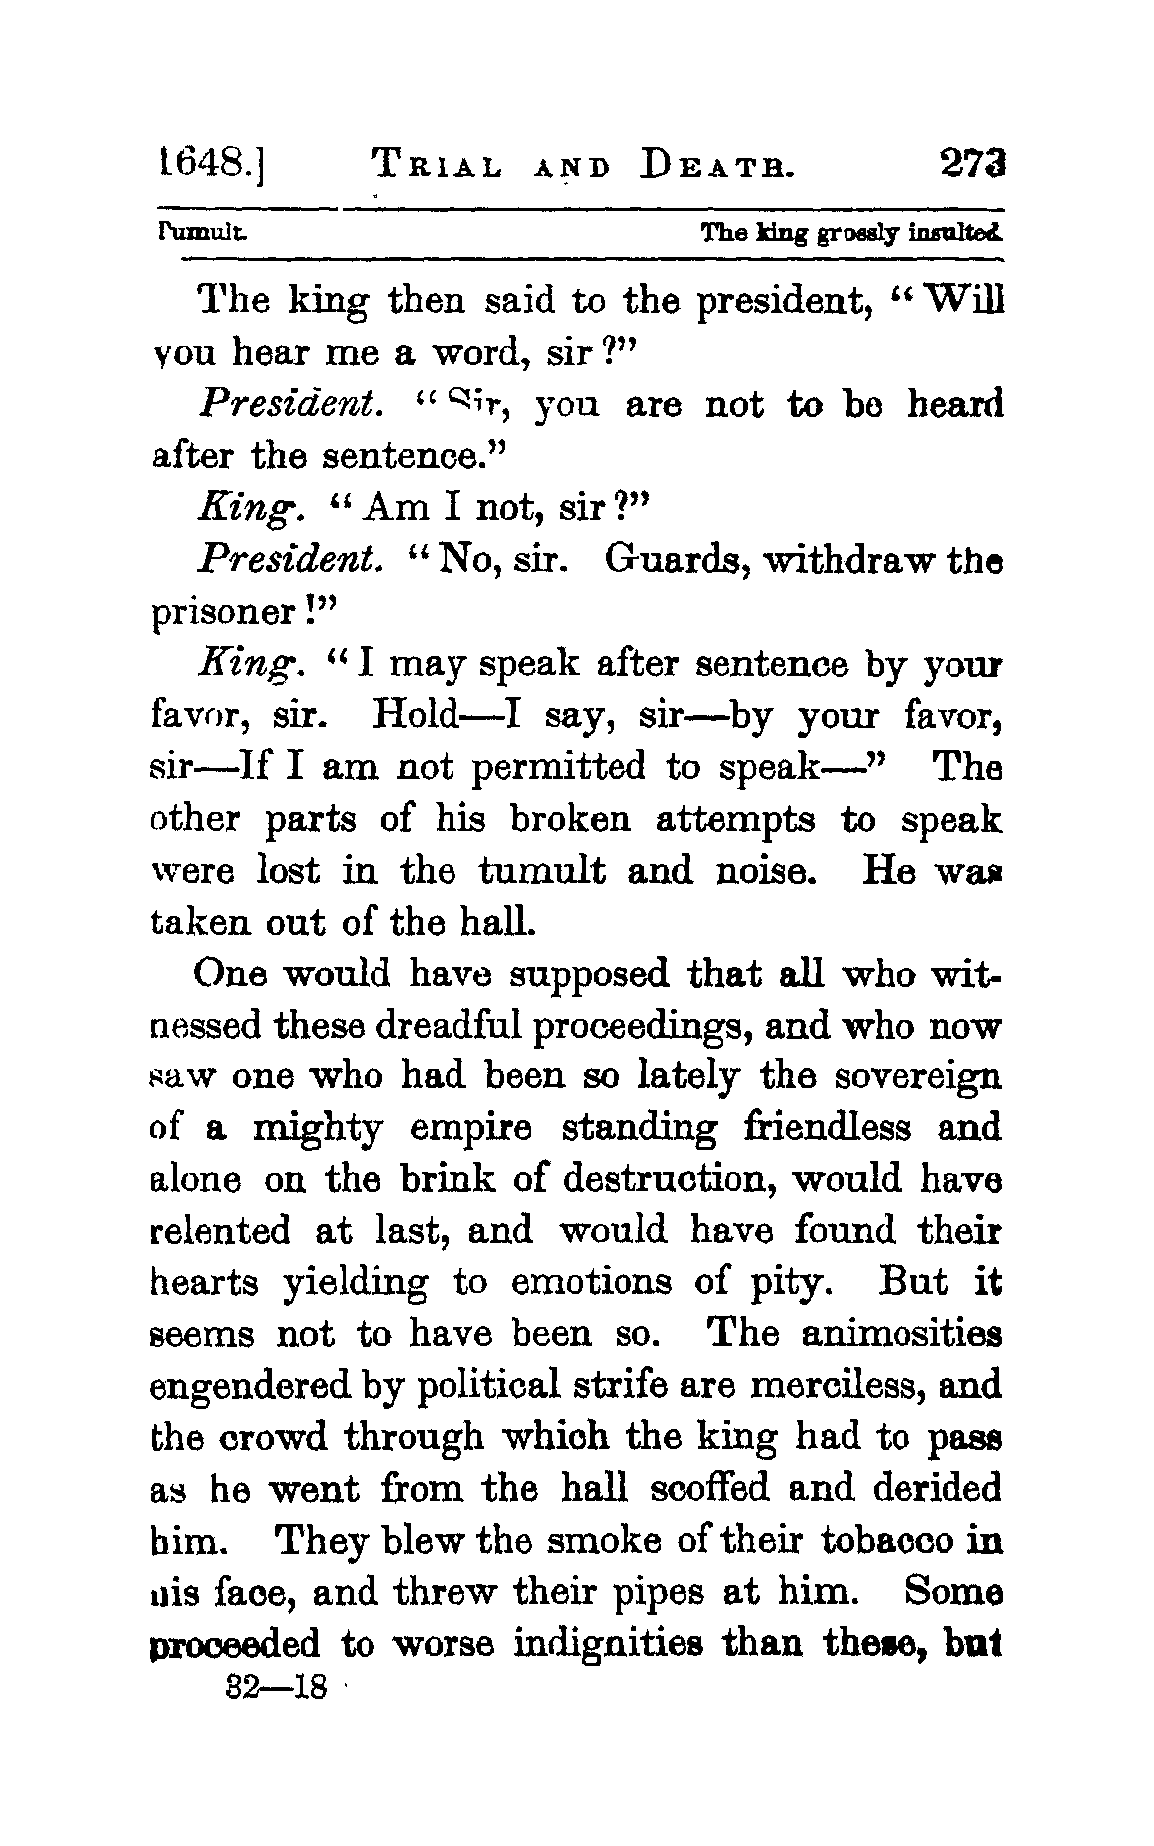 1648.] TRIAL AND DEATH. 273
Tumult. The king grossly insulted.
The king then said to the president, "Will
you hear me a word, sir?"
President. "Sir, you are not to be heard
after the sentence."
King. "Am I not, sir?"
President. "No, sir. Guards, withdraw the
prisoner!"
King. "I may speak after sentence by your
favor, sir. Hold—I say, sir—by your favor,
sir—If I am not permitted to speak—" The
other parts of his broken attempts to speak
were lost in the tumult and noise. He was
taken out of the hall.
One would have supposed that all who wit-
nessed these dreadful proceedings, and who now
saw one who had been so lately the sovereign
of a mighty empire standing friendless and
alone on the brink of destruction, would have
relented at last, and would have found their
hearts yielding to emotions of pity. But it
seems not to have been so. The animosities
engendered by political strife are merciless, and
the crowd through which the king had to pass
as he went from the hall scoffed and derided
him. They blew the smoke of their tobacco in
his face, and threw their pipes at him. Some
proceeded to worse indignities than these, but
32—18